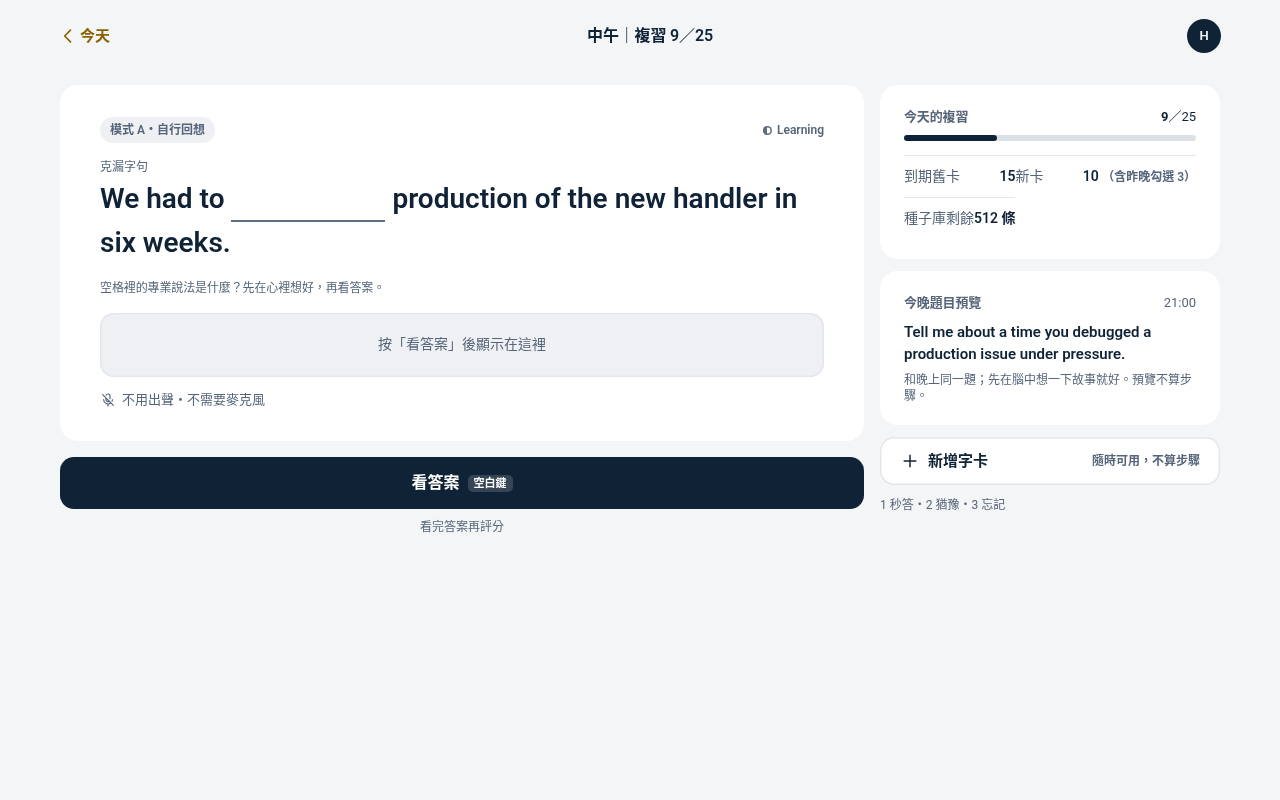 今天
中午｜複習 9／25
H
模式 A・自行回想
Learning
克漏字句
We had to ________ production of the new handler in
six weeks.
空格裡的專業說法是什麼？先在心裡想好，再看答案。
按「看答案」後顯示在這裡
不用出聲・不需要麥克風
看答案 空白鍵
看完答案再評分
今天的複習 9／25
到期舊卡 15新卡 10（含昨晚勾選 3）
種子庫剩餘512 條
今晚題目預覽 21:00
Tell me about a time you debugged a
production issue under pressure.
和晚上同一題；先在腦中想一下故事就好。預覽不算步
驟。
新增字卡 隨時可用，不算步驟
1 秒答・2 猶豫・3 忘記